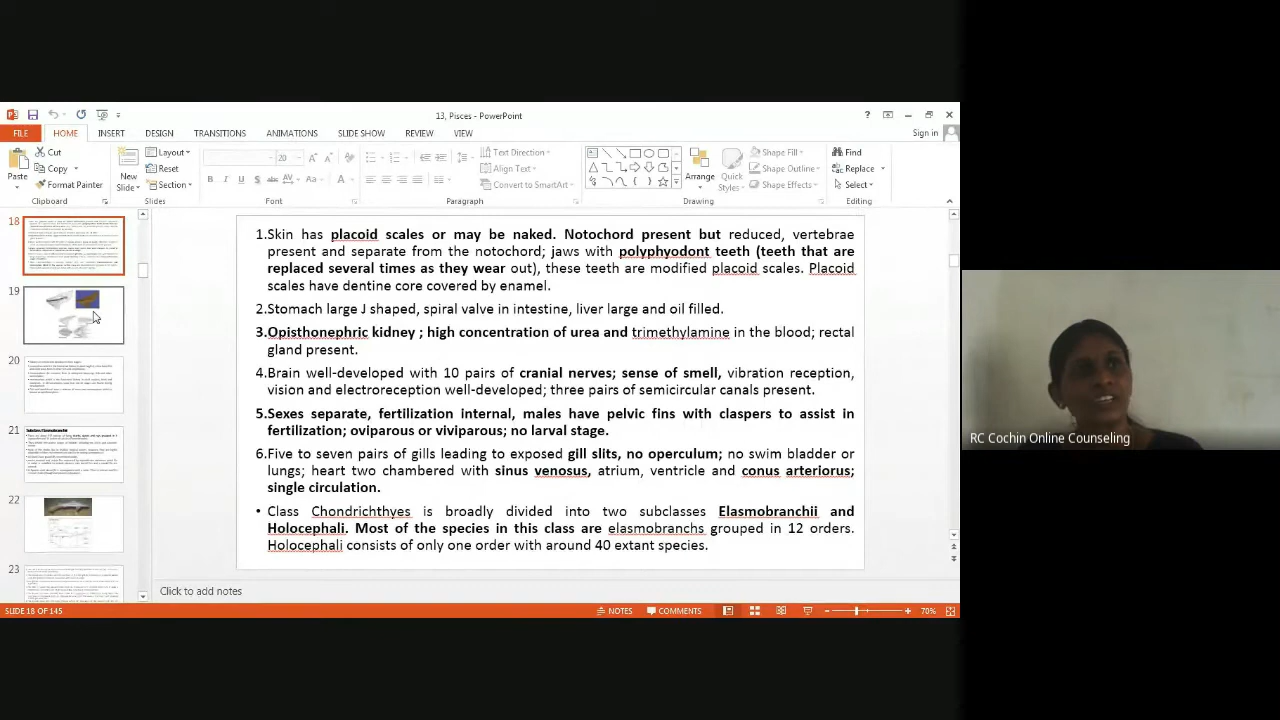 13, Pisces - PowerPoint
Sign in
FILE HOME INSERT DESIGN TRANSITIONS ANIMATIONS SLIDE SHOW REVIEW VIEW
Paste
Cut
Copy
Format Painter
New Slide
Layout
Reset
Section
20
Text Direction
Align Text
Convert to SmartArt
Arrange
Quick Styles
Shape Fill
Shape Outline
Shape Effects
Find
Replace
Select
Clipboard Slides Font Paragraph Drawing Editing
18
19
20
21
22
23
1.Skin has placoid scales or may be naked. Notochord present but reduced, vertebrae
replaced several times as they wear out); these teeth are modified placoid scales. Placoid
scales have dentine core covered by enamel.
2.Stomach large J shaped, spiral valve in intestine, liver large and oil filled.
3.Opisthonephric kidney ; high concentration of urea and trimethylamine in the blood; rectal
gland present.
4.Brain well-developed with 10 pairs of cranial nerves; sense of smell, vibration reception,
vision and electroreception well-developed; three pairs of semicircular canals present.
5.Sexes separate, fertilization internal, males have pelvic fins with claspers to assist in
fertilization; oviparous or viviparous; no larval stage.
6.Five to seven pairs of gills leading to exposed gill slits, no operculum; no swim bladder or
lungs; heart two chambered with sinus venosus, atrium, ventricle and conus arteriorus;
single circulation.
• Class Chondrichthyes is broadly divided into two subclasses Elasmobranchii and
Holocephali. Most of the species in this class are elasmobranchs grouped in 12 orders.
Holocephali consists of only one order with around 40 extant species.
Click to add notes
SLIDE 18 OF 145
NOTES COMMENTS 70%
RC Cochin Online Counseling